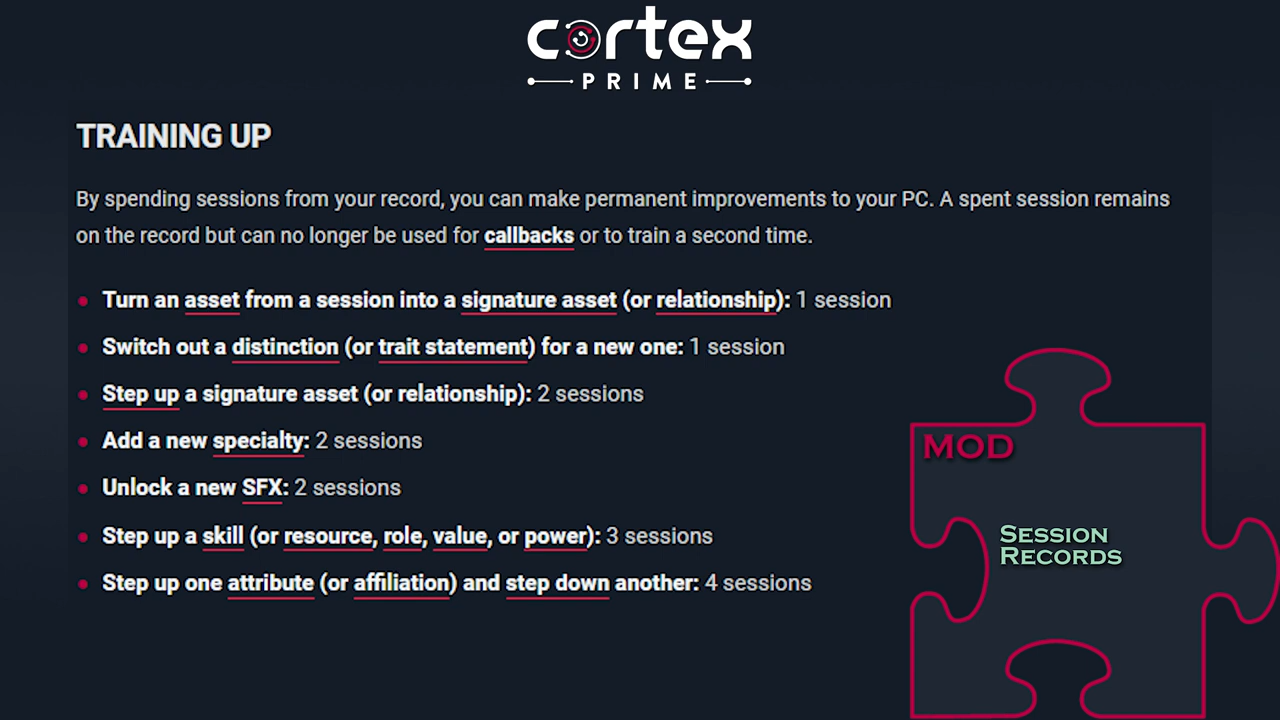 cortex
PRIME
TRAINING UP
By spending sessions from your record, you can make permanent improvements to your PC. A spent session remains
on the record but can no longer be used for callbacks or to train a second time.
Turn an asset from a session into a signature asset (or relationship): 1 session
Switch out a distinction (or trait statement) for a new one: 1 session
Step up a signature asset (or relationship): 2 sessions
Add a new specialty: 2 sessions
Unlock a new SFX: 2 sessions
Step up a skill (or resource, role, value, or power): 3 sessions
Step up one attribute (or affiliation) and step down another: 4 sessions
MOD
SESSION
RECORDS